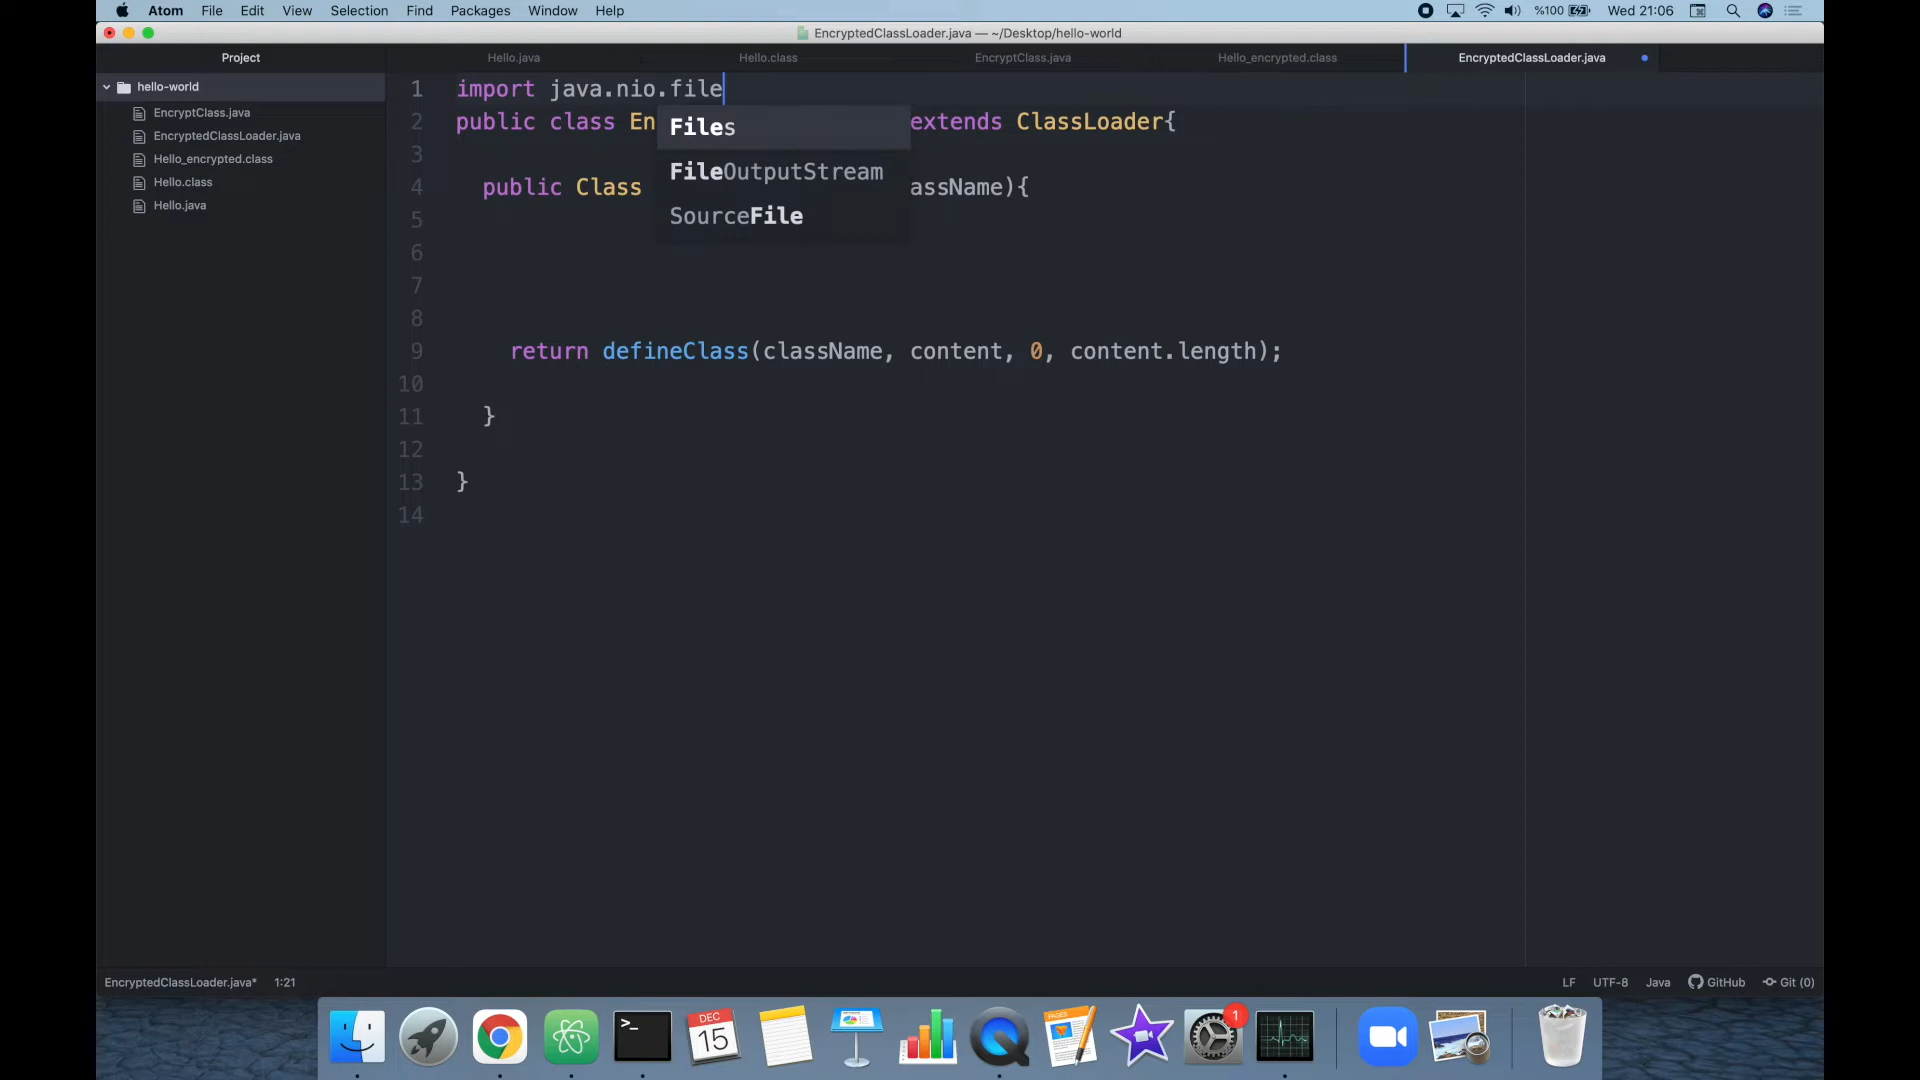 Atom File Edit View Selection Find Packages Window Help
%100 Wed 21:06
EncryptedClassLoader.java — ~/Desktop/hello-world
Project
Hello.java Hello.class EncryptClass.java Hello_encrypted.class EncryptedClassLoader.java
hello-world
EncryptClass.java
EncryptedClassLoader.java
Hello_encrypted.class
Hello.class
Hello.java
1 import java.nio.file
2 public class En extends ClassLoader{
3
4 public Class assName){
5
6
7
8
9 return defineClass(className, content, 0, content.length);
10
11 }
12
13 }
14
Files
FileOutputStream
SourceFile
EncryptedClassLoader.java* 1:21
LF UTF-8 Java GitHub Git (0)
>_
DEC
15
PAGES
1